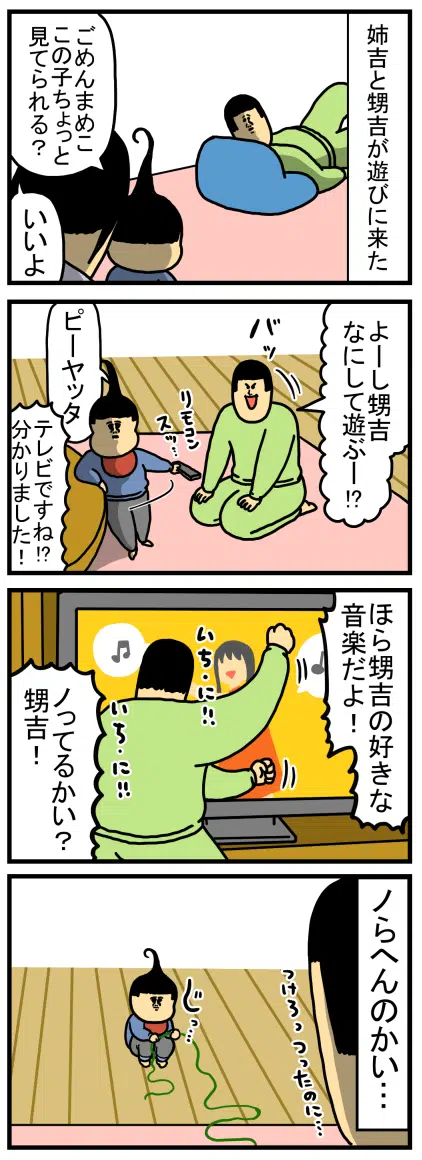 姉吉と甥吉が遊びに来た
ごめんまめこ
この子ちょっと
見てられる？
いいよ
よーし甥吉
なにして遊ぶー⁉
バッ
ピーヤッタ
リモコン
スッ…
テレビですね⁉
分かりました！
ほら甥吉の好きな
音楽だよ！
いち・に‼
いち・に‼
ノってるかい？
甥吉！
ノらへんのかい…
つけろっつったのに…
じっ…